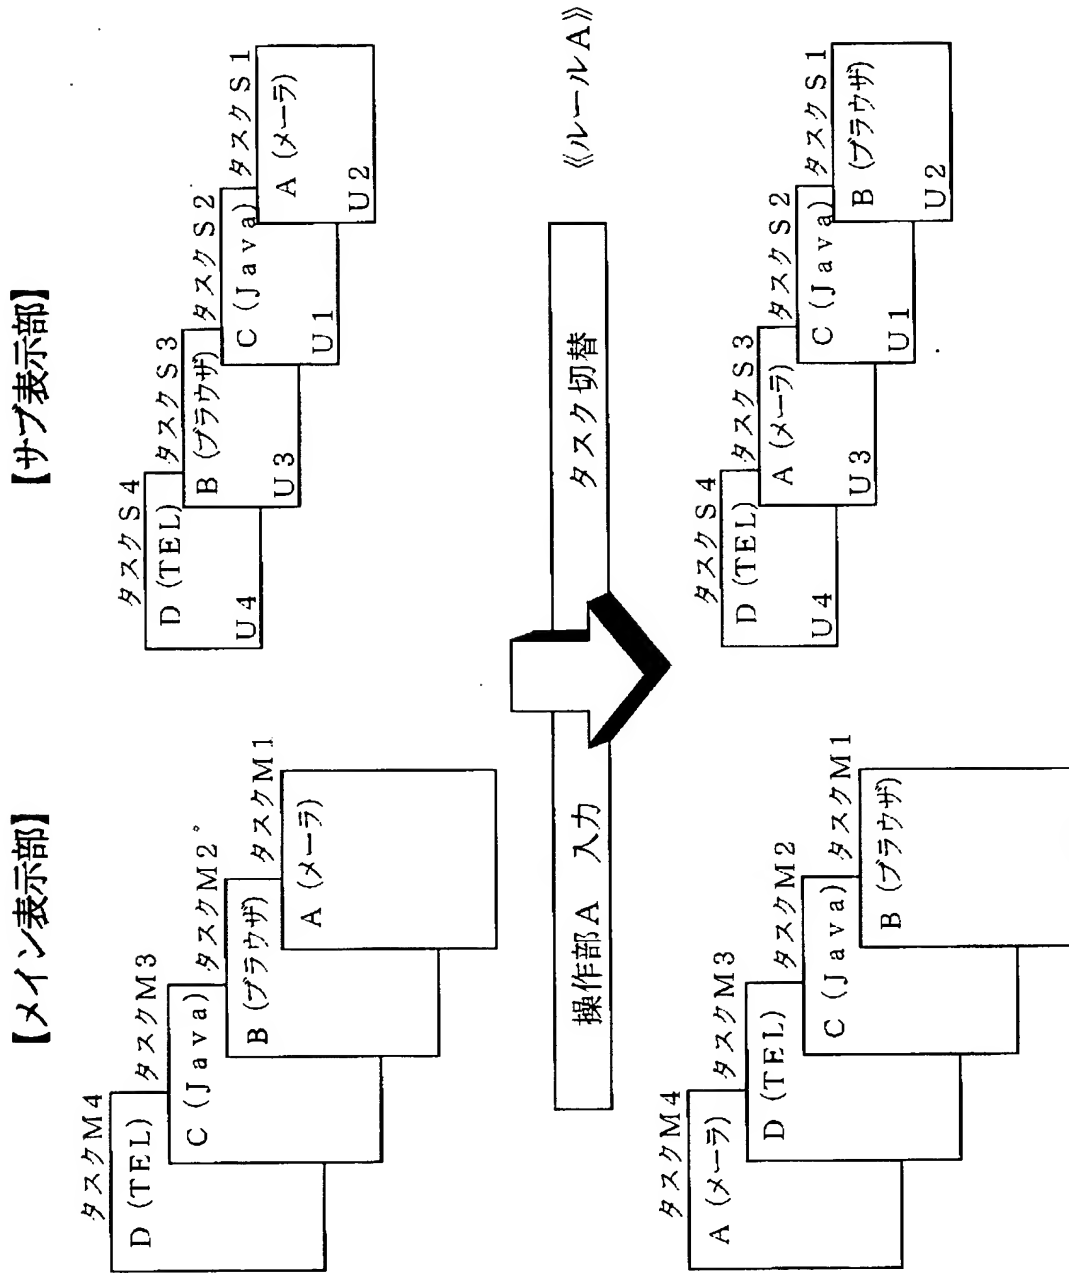 【メイン表示部】
タスクM4
D (TEL)
タスクM3
C (Java)
タスクM2
B (ブラウザ)
タスクM1
A (メーラ)
【サブ表示部】
タスクS4
D (TEL)
U4
タスクS3
B (ブラウザ)
U3
タスクS2
C (Java)
U1
タスクS1
A (メーラ)
U2
操作部A 入力
タスク切替
《ルールA》
タスクM4
A (メーラ)
タスクM3
D (TEL)
タスクM2
C (Java)
タスクM1
B (ブラウザ)
タスクS4
D (TEL)
U4
タスクS3
A (メーラ)
U3
タスクS2
C (Java)
U1
タスクS1
B (ブラウザ)
U2